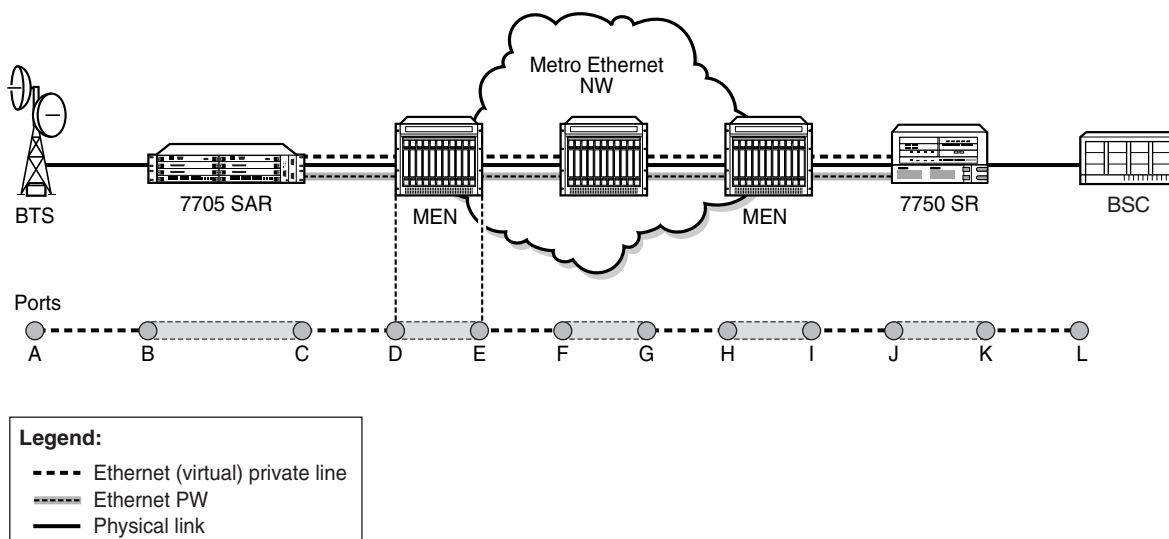 Metro Ethernet
NW
BTS
7705 SAR
MEN
MEN
7750 SR
BSC
Ports
A
B
C
D
E
F
G
H
I
J
K
L
Legend:
Ethernet (virtual) private line
Ethernet PW
Physical link